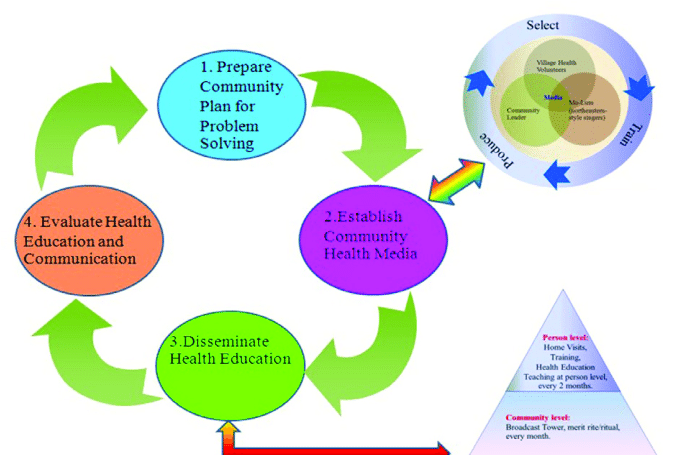 1. Prepare
Community
Plan for
Problem
Solving
2.Establish
Community
Health Media
3.Disseminate
Health Education
4. Evaluate Health
Education and
Communication
Select
Train
Produce
Village Health
Volunteers
Media
Community
Leader
Mo-Lum
(northeastern-
style singers)
Person level:
Home Visits,
Training,
Health Education
Teaching at person level,
every 2 months.
Community level:
Broadcast Tower, merit rite/ritual,
every month.